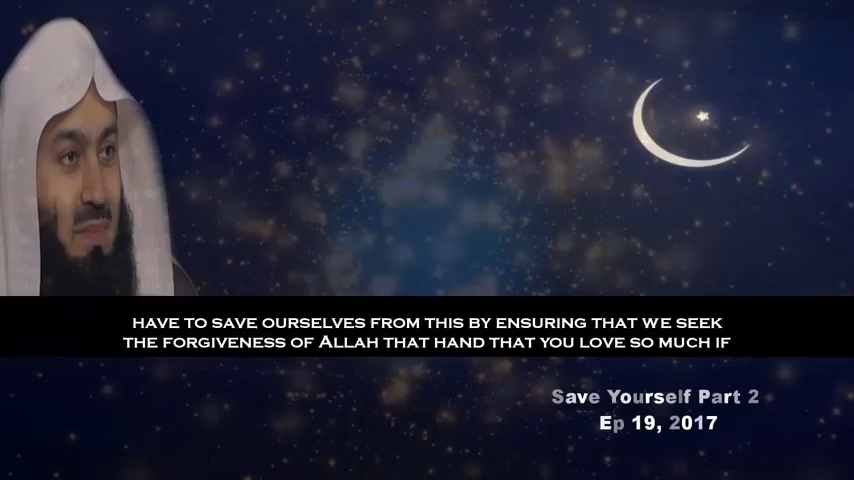 HAVE TO SAVE OURSELVES FROM THIS BY ENSURING THAT WE SEEK
THE FORGIVENESS OF ALLAH THAT HAND THAT YOU LOVE SO MUCH IF
Save Yourself Part 2
Ep 19, 2017